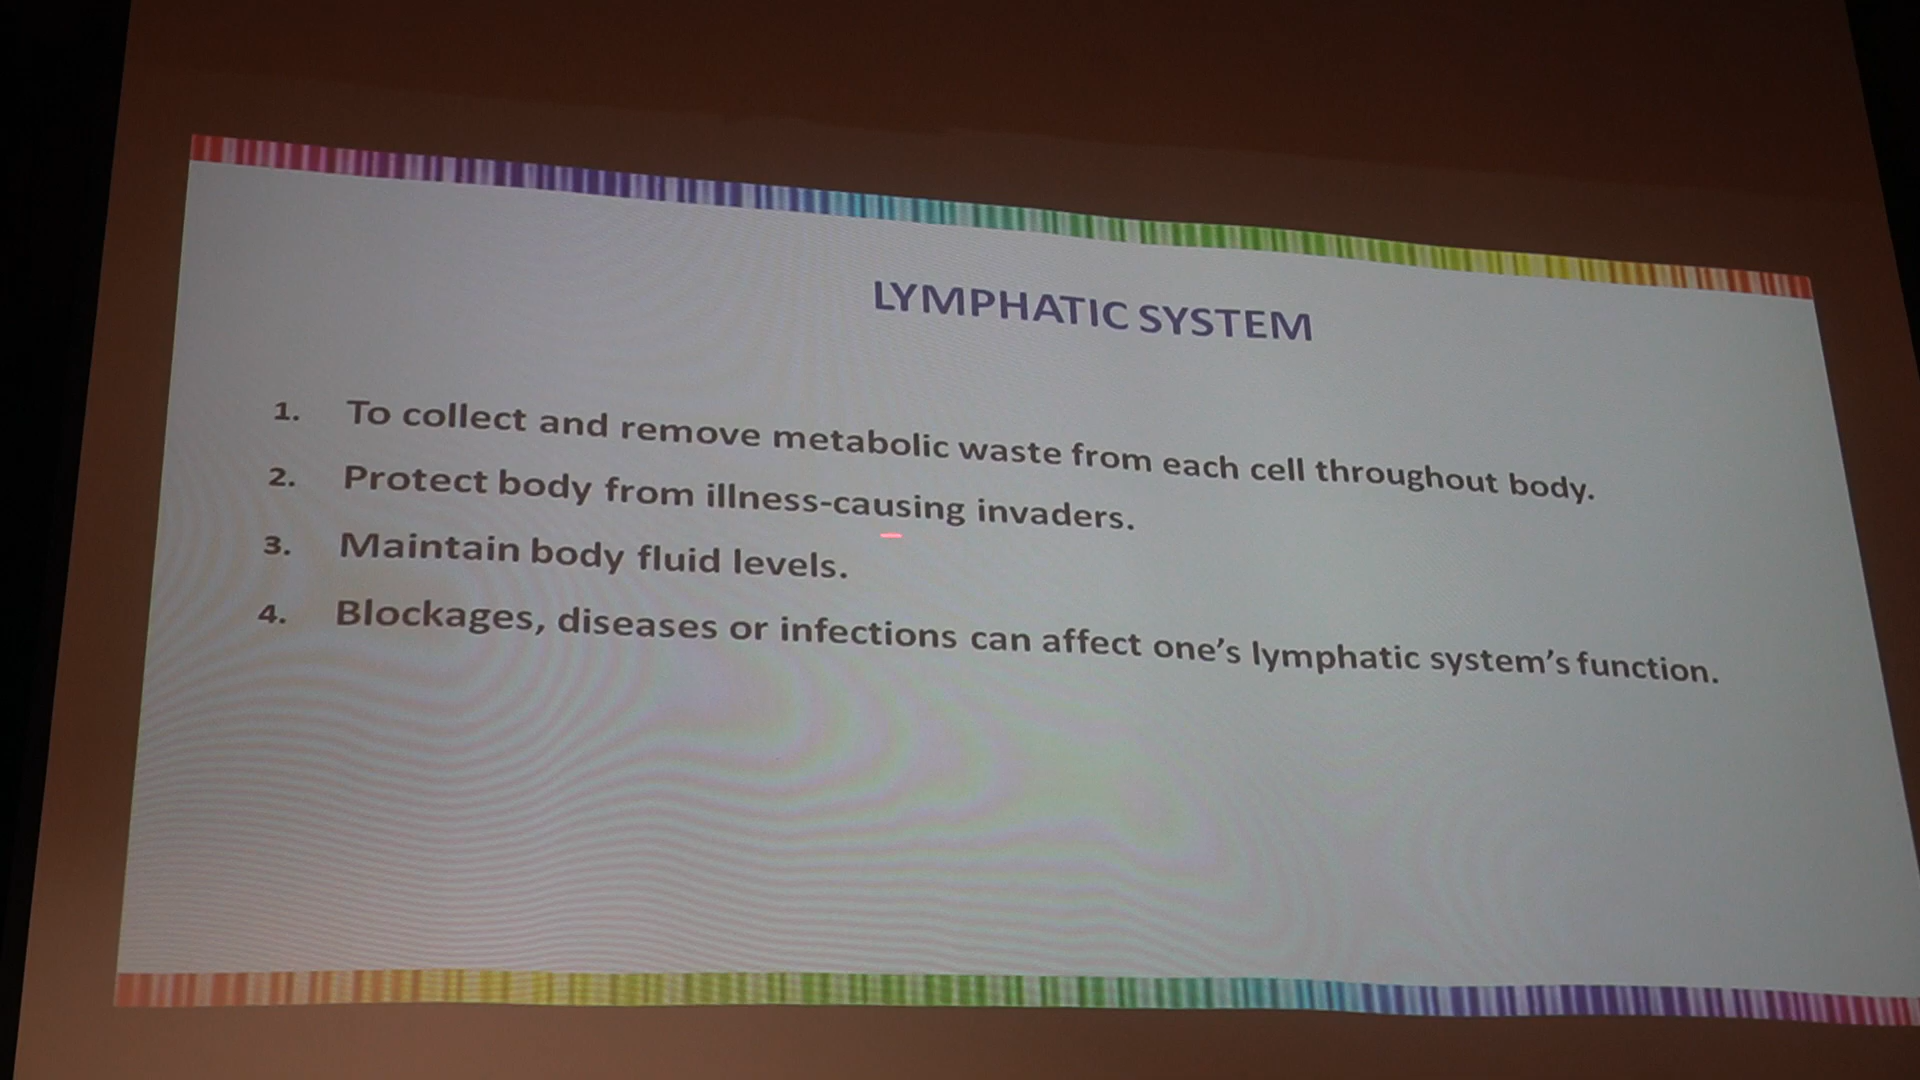 LYMPHATIC SYSTEM
1. To collect and remove metabolic waste from each cell throughout body.
2. Protect body from illness-causing invaders.
3. Maintain body fluid levels.
4. Blockages, diseases or infections can affect one’s lymphatic system’s function.